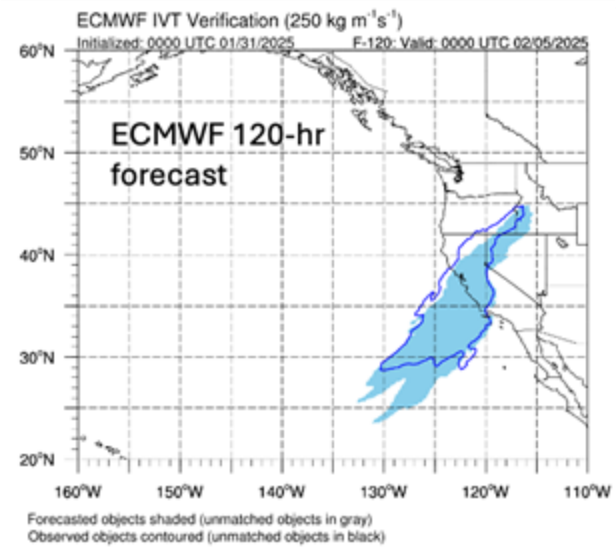 ECMWF IVT Verification (250 kg m⁻¹s⁻¹)
Initialized: 0000 UTC 01/31/2025 F-120: Valid: 0000 UTC 02/05/2025
60°N
ECMWF 120-hr
forecast
50°N
40°N
30°N
20°N
160°W 150°W 140°W 130°W 120°W 110°W
Forecasted objects shaded (unmatched objects in gray)
Observed objects contoured (unmatched objects in black)